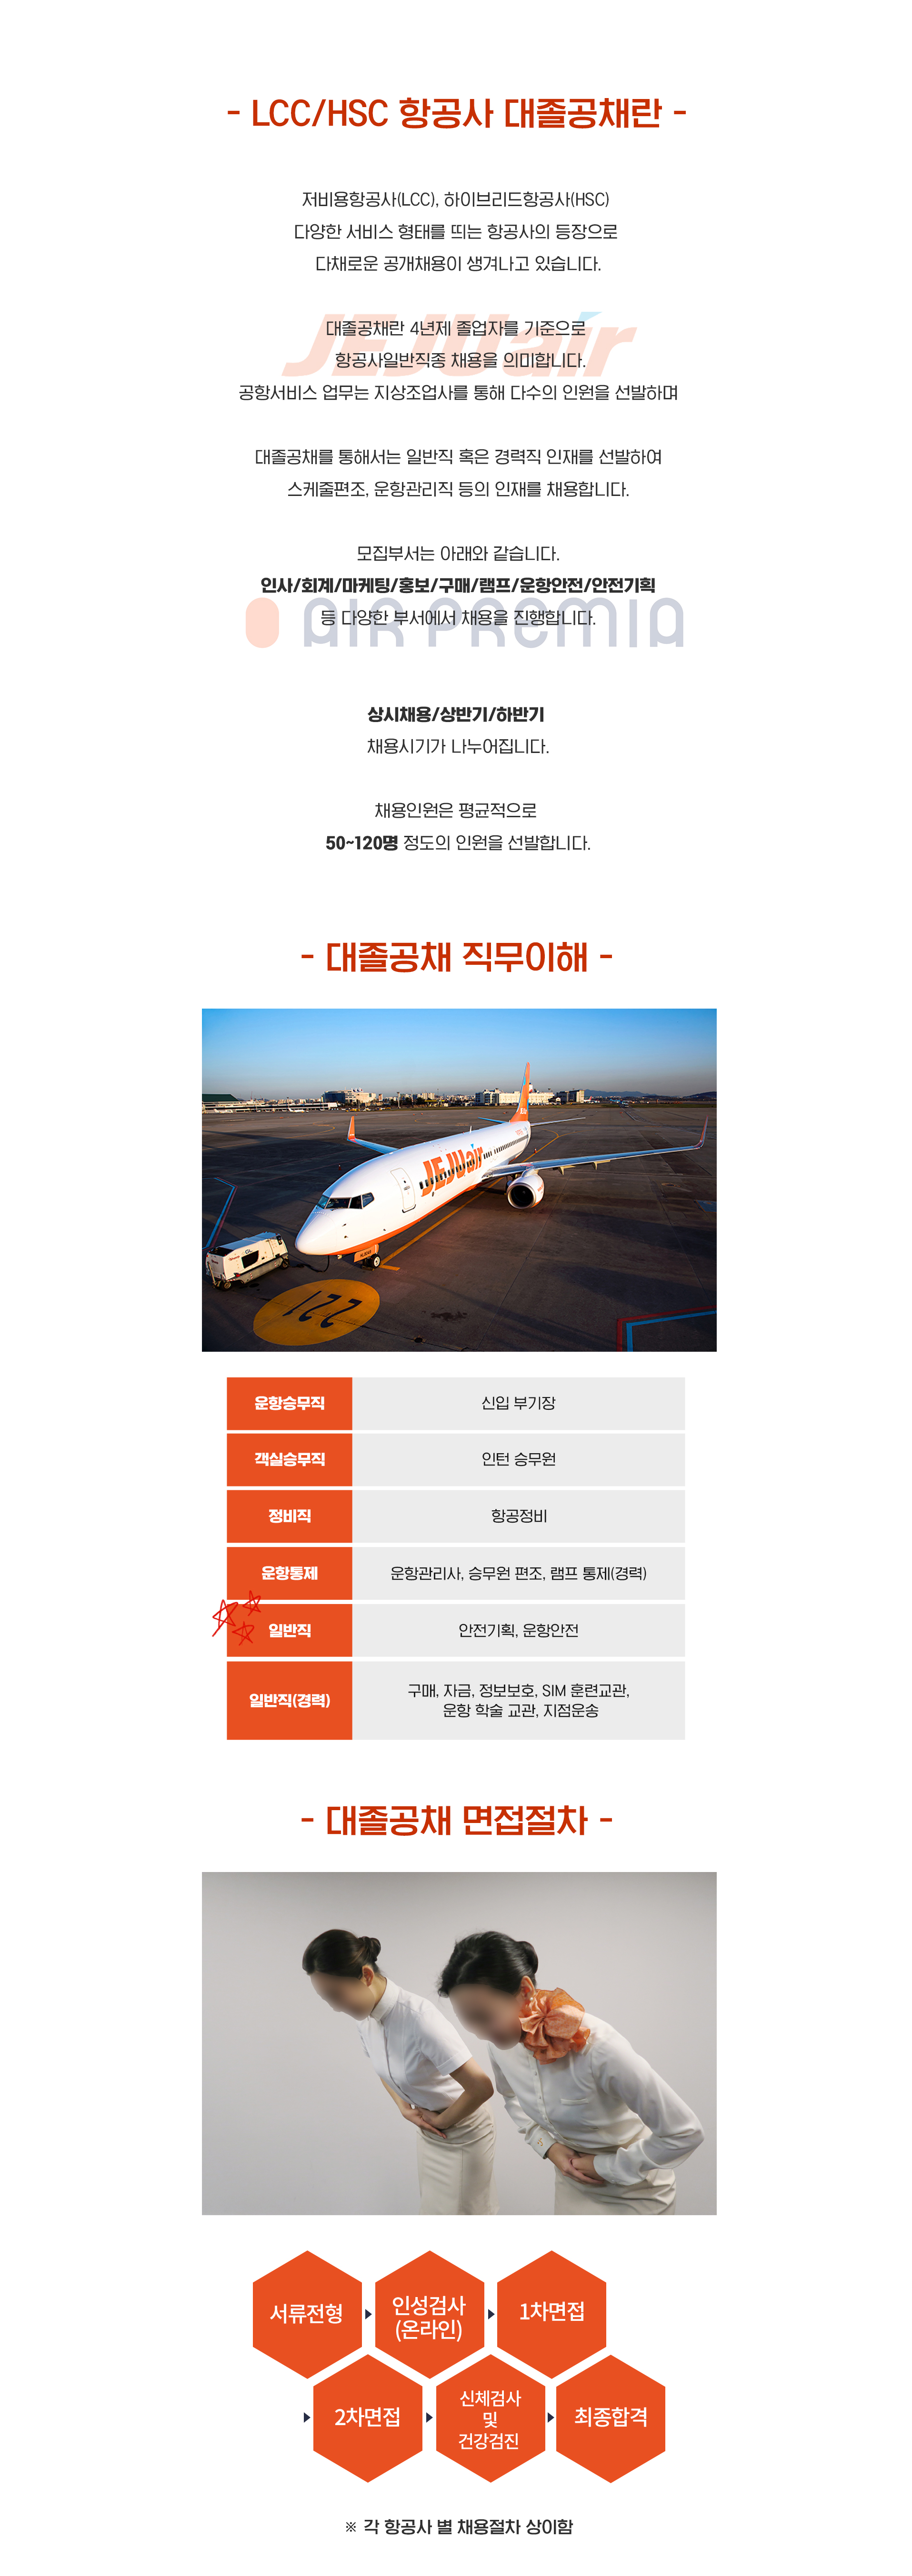 - LCC/HSC 항공사 대졸공채란 -
저비용항공사(LCC), 하이브리드항공사(HSC)
다양한 서비스 형태를 띄는 항공사의 등장으로
다채로운 공개채용이 생겨나고 있습니다.
JEJUair
대졸공채란 4년제 졸업자를 기준으로
항공사일반직종 채용을 의미합니다.
공항서비스 업무는 지상조업사를 통해 다수의 인원을 선발하며
대졸공채를 통해서는 일반직 혹은 경력직 인재를 선발하여
스케줄편조, 운항관리직 등의 인재를 채용합니다.
모집부서는 아래와 같습니다.
인사/회계/마케팅/홍보/구매/램프/운항안전/안전기획
등 다양한 부서에서 채용을 진행합니다.
AIR PREMIA
상시채용/상반기/하반기
채용시기가 나누어집니다.
채용인원은 평균적으로
50~120명 정도의 인원을 선발합니다.
- 대졸공채 직무이해 -
JEJUair
221
운항승무직 신입 부기장
객실승무직 인턴 승무원
정비직 항공정비
운항통제 운항관리사, 승무원 편조, 램프 통제(경력)
일반직 안전기획, 운항안전
일반직(경력) 구매, 자금, 정보보호, SIM 훈련교관,
운항 학술 교관, 지점운송
- 대졸공채 면접절차 -
서류전형
인성검사
(온라인)
1차면접
2차면접
신체검사
및
건강검진
최종합격
※ 각 항공사 별 채용절차 상이함